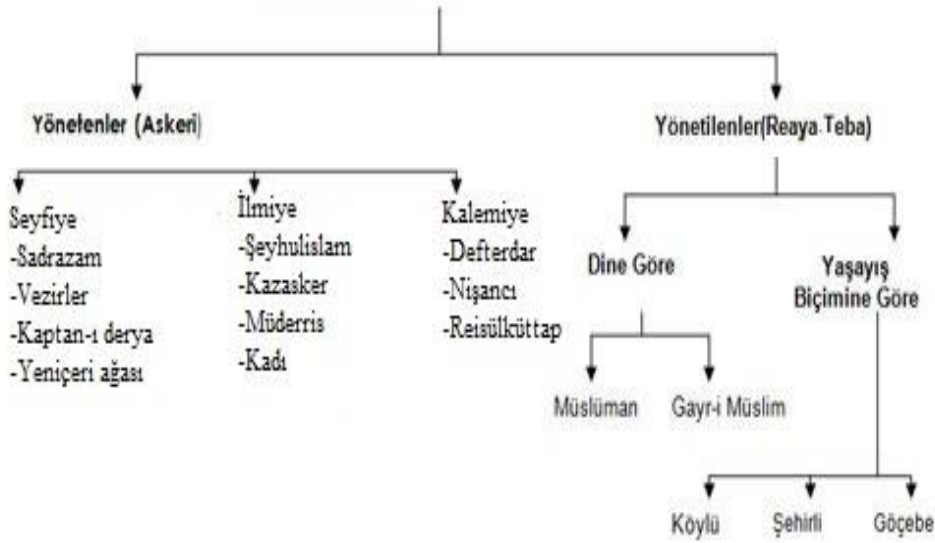 Yönetenler (Askeri)
Yönetilenler(Reaya Teba)
Seyfiye
-Sadrazam
-Vezirler
-Kaptan-ı derya
-Yeniçeri ağası
İlmiye
-Şeyhulislam
-Kazasker
-Müderris
-Kadı
Kalemiye
-Defterdar
-Nişancı
-Reisülküttap
Dine Göre
Yaşayış
Biçimine Göre
Müslüman
Gayr-i Müslim
Köylü
Şehirli
Göçebe